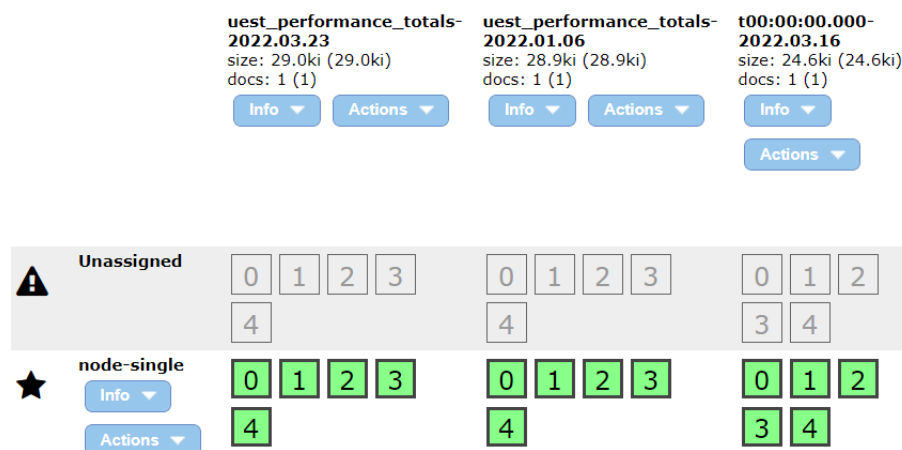 uest_performance_totals-
2022.03.23
size: 29.0ki (29.0ki)
docs: 1 (1)
Info Actions
uest_performance_totals-
2022.01.06
size: 28.9ki (28.9ki)
docs: 1 (1)
Info Actions
t00:00:00.000-
2022.03.16
size: 24.6ki (24.6ki)
docs: 1 (1)
Info
Actions
Unassigned
0 1 2 3
4
0 1 2 3
4
0 1 2
3 4
node-single
Info
Actions
0 1 2 3
4
0 1 2 3
4
0 1 2
3 4